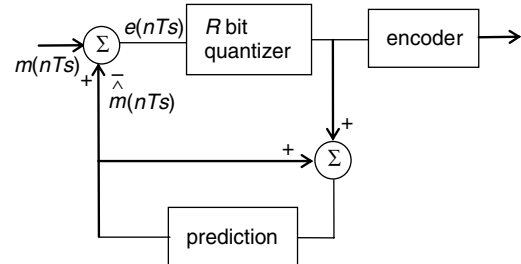 Σ
e(nTs)
R bit
quantizer
encoder
m(nTs)
+
−
^
m(nTs)
+
+
Σ
prediction